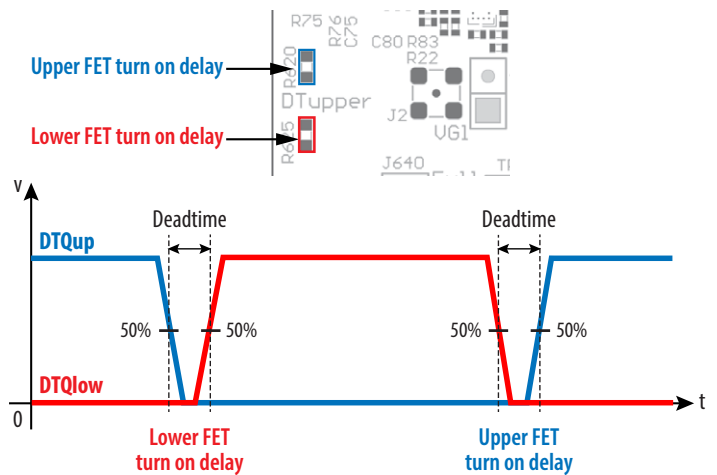 R75
R76
C75
C80 R83
R22
Upper FET turn on delay
R620
DTupper
J2
VG1
Lower FET turn on delay
J640
V
Deadtime
Deadtime
DTQup
50%
50%
50%
50%
DTQlow
0
t
Lower FET
turn on delay
Upper FET
turn on delay